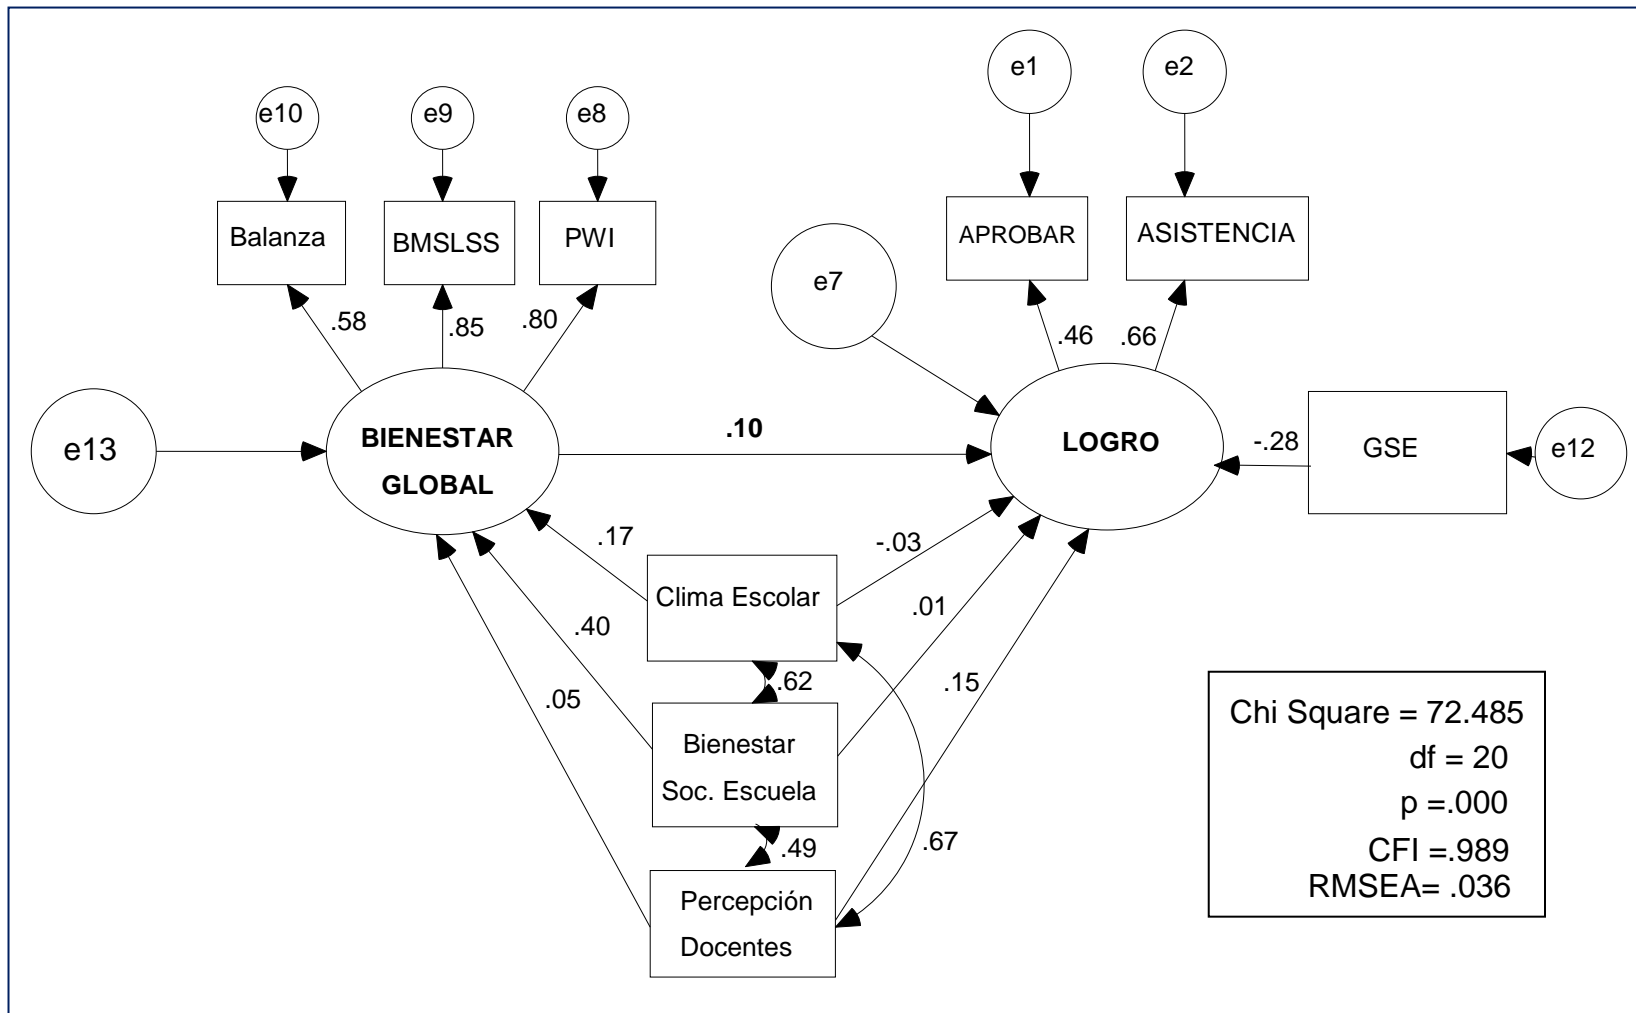 e1
e2
e10
e9
e8
Balanza
BMSLSS
PWI
APROBAR
ASISTENCIA
e7
.58
.85
.80
.46
.66
e13
BIENESTAR
GLOBAL
.10
LOGRO
-.28
GSE
e12
.17
-.03
Clima Escolar
.40
.01
.62
.05
.15
Bienestar
Soc. Escuela
.49
.67
Percepción
Docentes
Chi Square = 72.485
df = 20
p =.000
CFI =.989
RMSEA= .036